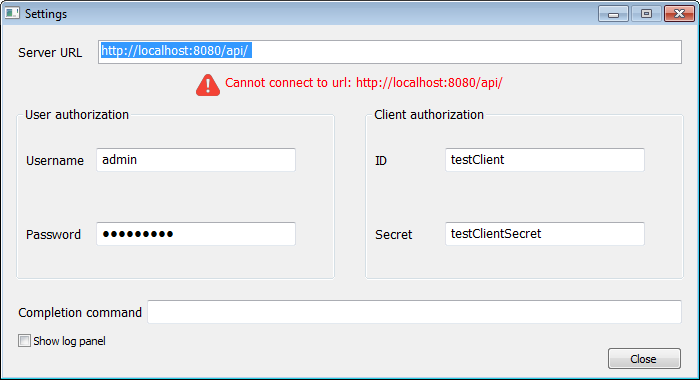 Settings
Server URL http://localhost:8080/api/
Cannot connect to url: http://localhost:8080/api/
User authorization Client authorization
Username admin ID testClient
Password ●●●●●●●●● Secret testClientSecret
Completion command
Show log panel
Close